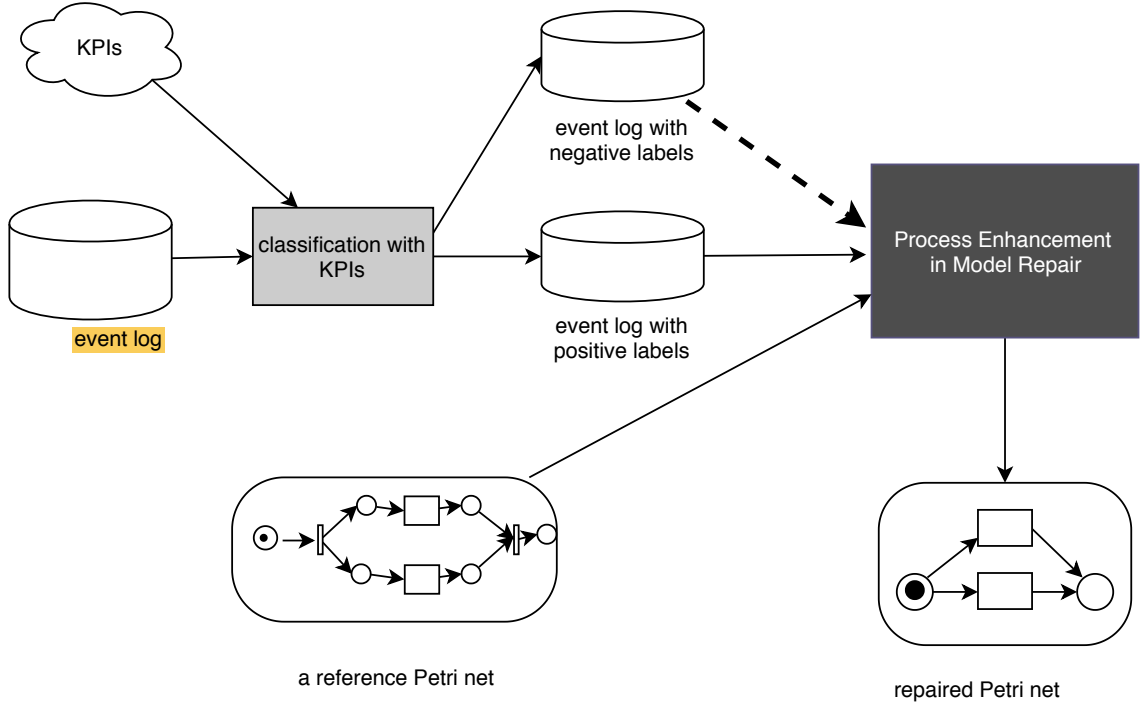 KPIs
event log with
negative labels
classification with
KPIs
Process Enhancement
in Model Repair
event log
event log with
positive labels
a reference Petri net
repaired Petri net